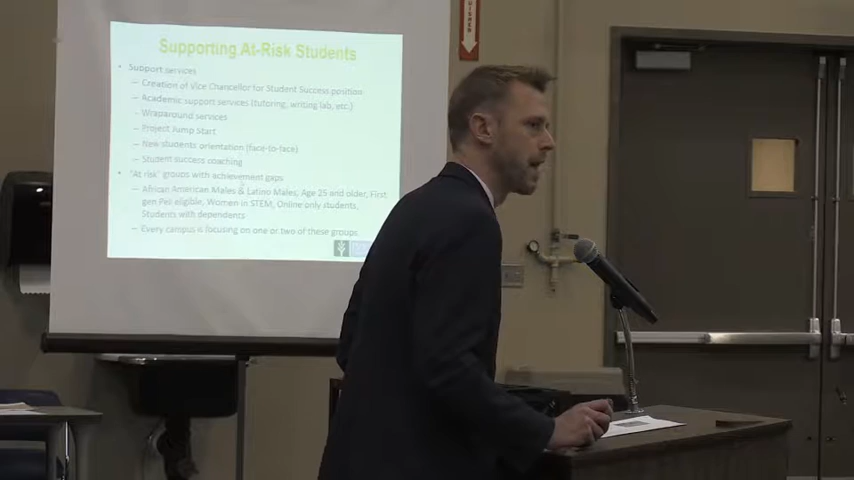 GUISHER
Supporting At-Risk Students
• Support services
– Creation of Vice Chancellor for Student Success position
– Academic support services (tutoring, writing lab, etc.)
– Wraparound services
– Project Jump Start
– New students orientation (face-to-face)
– Student success coaching
• 'At risk' groups with achievement gaps
– African American Males & Latino Males, Age 25 and older, First
gen Pell eligible, Women in STEM, Online only students,
Students with dependent
– Every campus is focusing on one or two of these groups